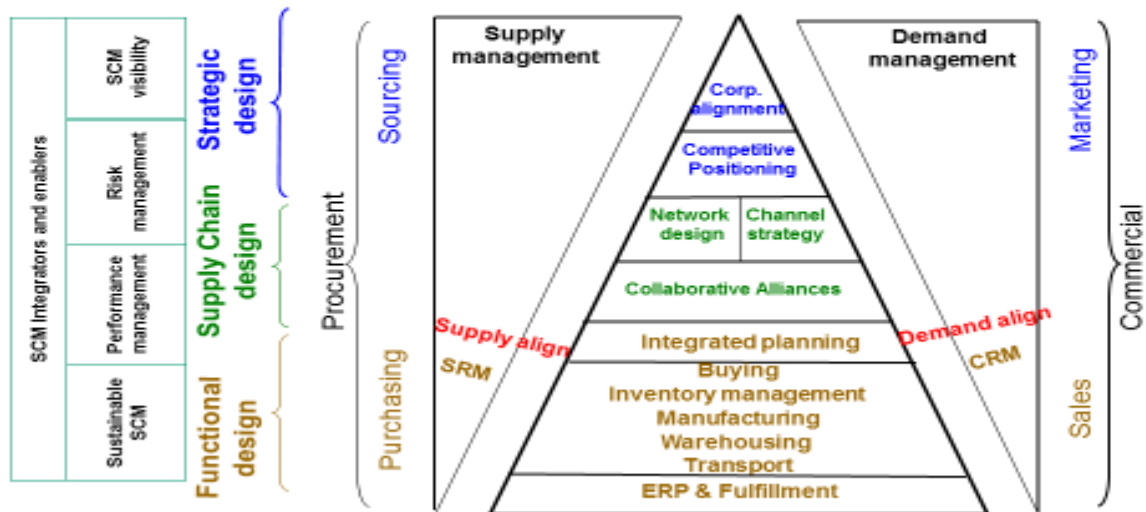 SCM Integrators and enablers
SCM
visibility
Risk
management
Performance
management
Sustainable
SCM
Strategic
design
Supply Chain
design
Functional
design
Procurement
Sourcing
Purchasing
Supply
management
Supply align
SRM
Corp.
alignment
Competitive
Positioning
Network
design
Channel
strategy
Collaborative Alliances
Integrated planning
Buying
Inventory management
Manufacturing
Warehousing
Transport
ERP & Fulfillment
Demand
management
Demand align
CRM
Marketing
Sales
Commercial